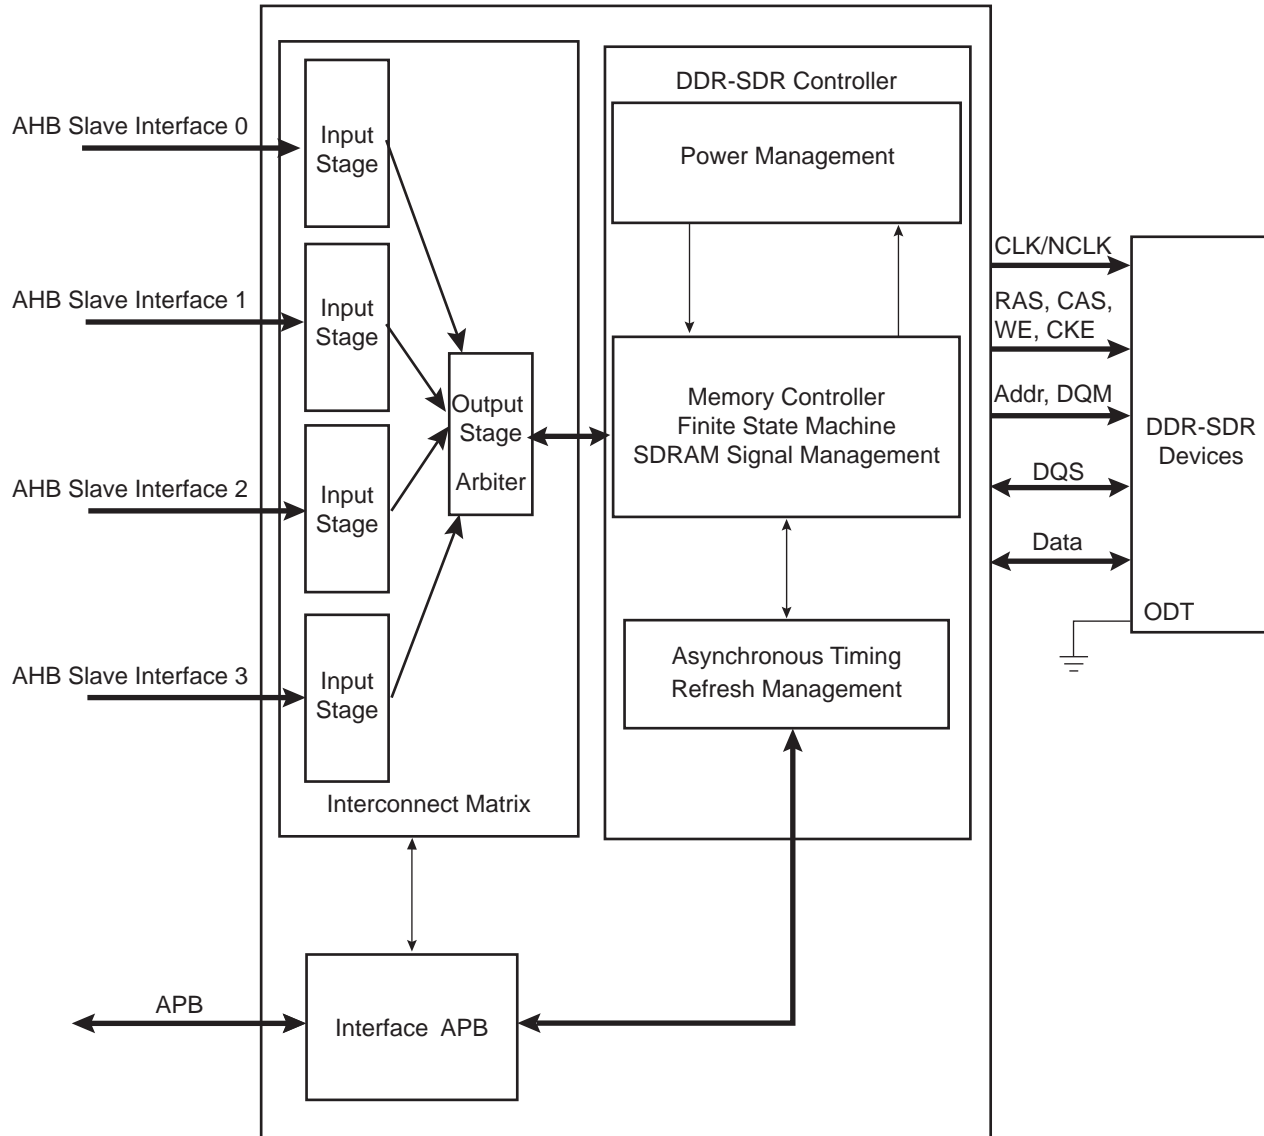 DDR-SDR Controller
AHB Slave Interface 0
Input
Stage
Power Management
CLK/NCLK
AHB Slave Interface 1
Input
Stage
RAS, CAS,
WE, CKE
Output
Stage
Arbiter
Memory Controller
Finite State Machine
SDRAM Signal Management
Addr, DQM
DDR-SDR
Devices
AHB Slave Interface 2
Input
Stage
DQS
Data
ODT
AHB Slave Interface 3
Input
Stage
Asynchronous Timing
Refresh Management
Interconnect Matrix
APB
Interface APB